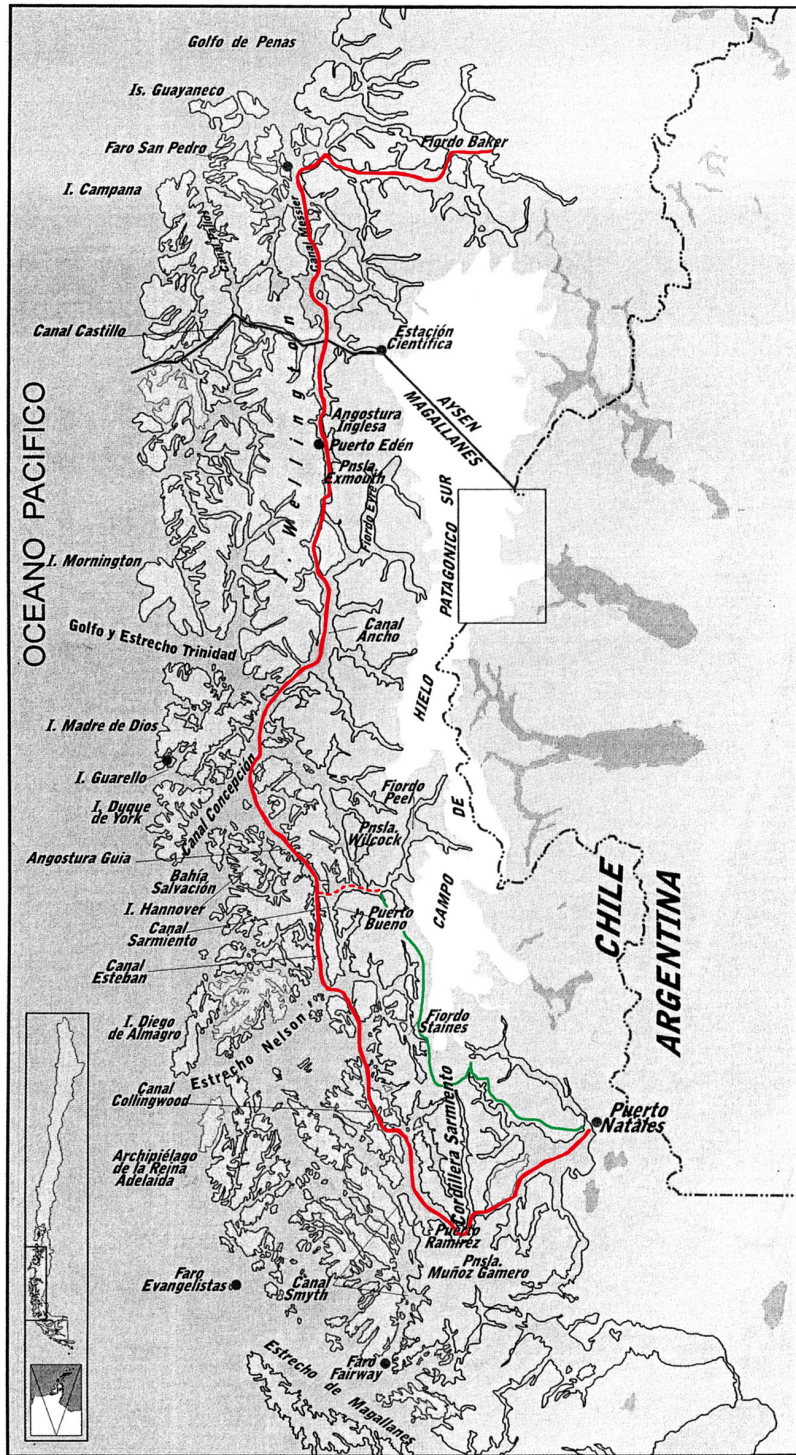 Golfo de Penas
Is. Guayaneco
Faro San Pedro
Fiordo Baker
I. Campana
Canal Messier
Canal Castillo
Estación
Científica
AYSEN
MAGALLANES
I. Wellington
Angostura
Inglesa
Puerto Edén
Pnsla.
Exmouth
Fiordo Eyre
OCEANO PACIFICO
I. Mornington
Canal
Ancho
Golfo y Estrecho Trinidad
CAMPO DE HIELO PATAGONICO SUR
I. Madre de Dios
I. Guarello
I. Duque
de York
Canal Concepción
Fiordo
Peel
Pnsla.
Wilcock
Angostura Guia
Bahía
Salvación
I. Hannover
Canal
Sarmiento
Canal
Esteban
Puerto
Bueno
CHILE
ARGENTINA
I. Diego
de Almagro
Estrecho Nelson
Fiordo
Staines
Canal
Collingwood
Cordillera Sarmiento
Puerto
Natales
Archipiélago
de la Reina
Adelaida
Puerto
Ramírez
Pnsla.
Muñoz Gamero
Faro
Evangelistas
Canal
Smyth
Faro
Fairway
Estrecho de Magallanes